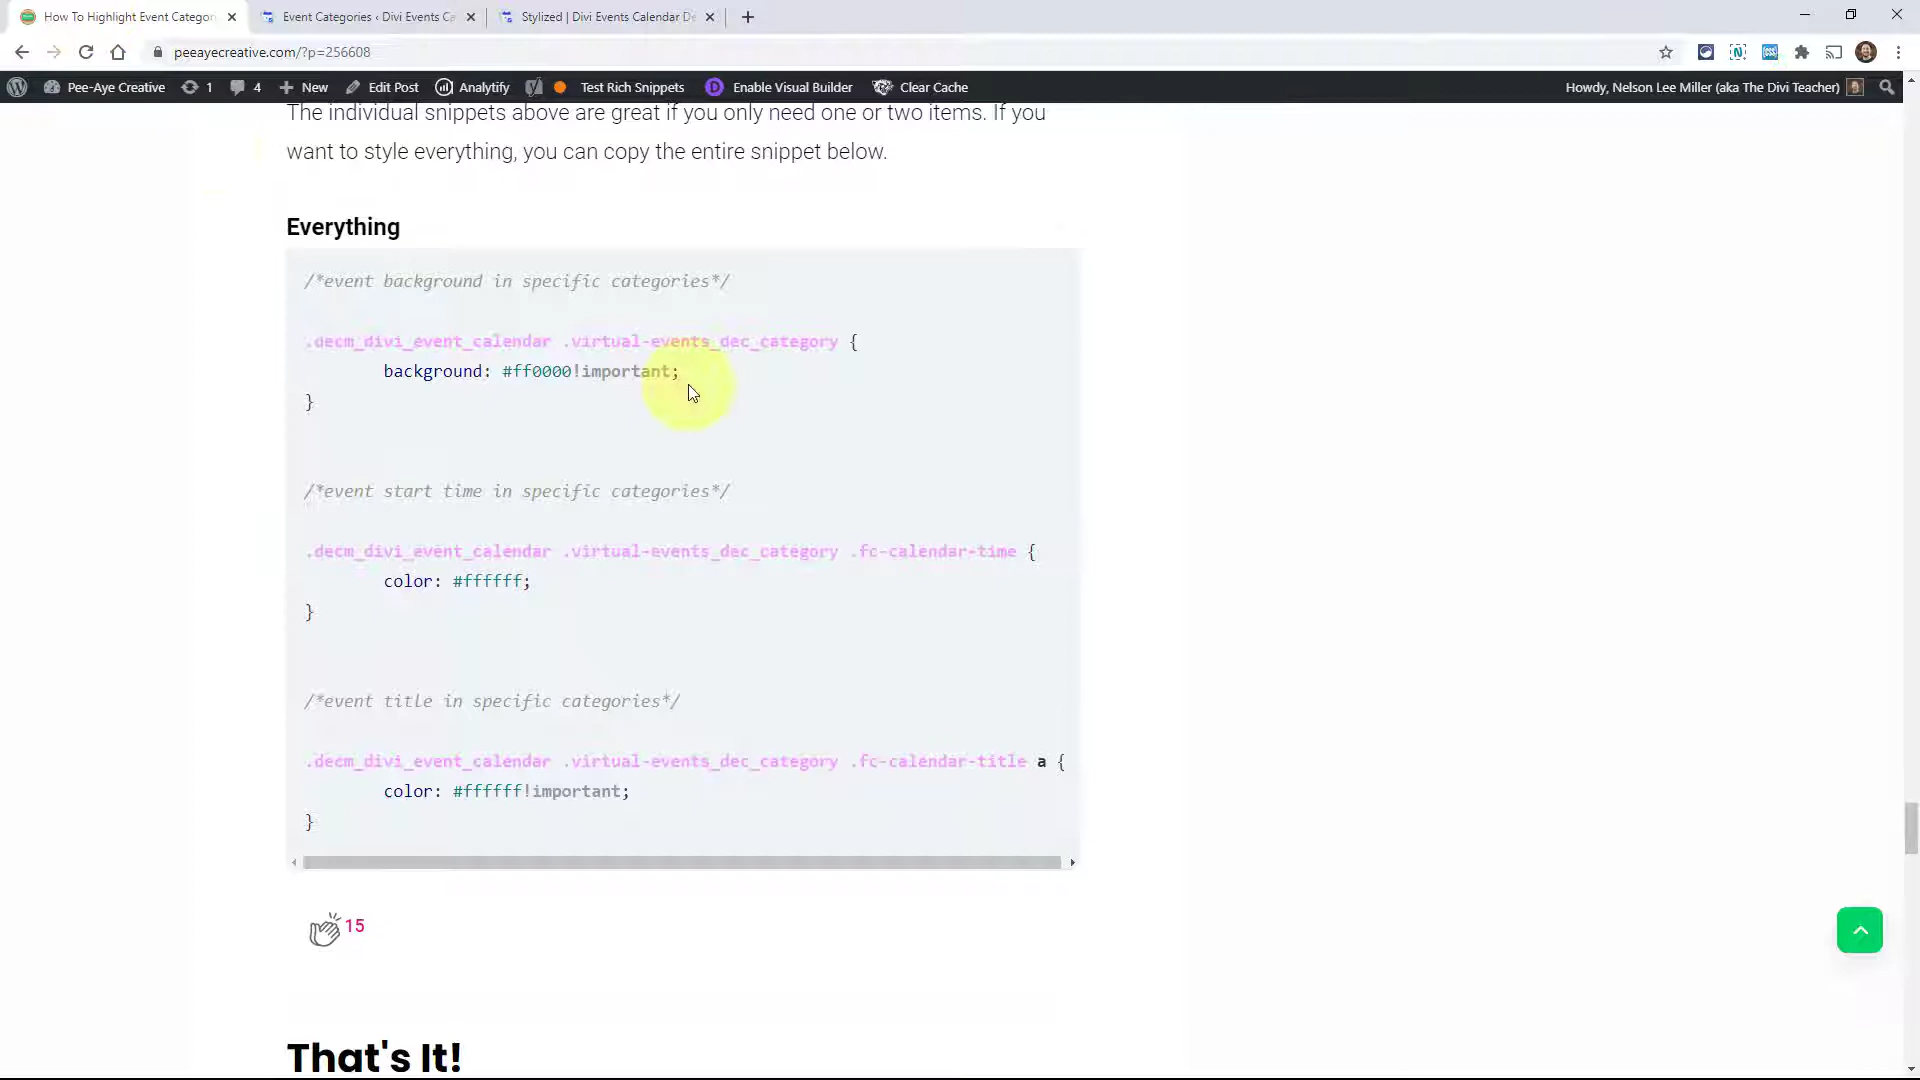 How To Highlight Event Categor
Event Categories ‹ Divi Events Ca
Stylized | Divi Events Calendar De
peeayecreative.com/?p=256608
Pee-Aye Creative
1
4
New
Edit Post
Analytify
Test Rich Snippets
D
Enable Visual Builder
Clear Cache
Howdy, Nelson Lee Miller (aka The Divi Teacher)
The individual snippets above are great if you only need one or two items. If you
want to style everything, you can copy the entire snippet below.
Everything
/*event background in specific categories*/
.decm_divi_event_calendar .virtual-events_dec_category {
background: #ff0000!important;
}
/*event start time in specific categories*/
.decm_divi_event_calendar .virtual-events_dec_category .fc-calendar-time {
color: #ffffff;
}
/*event title in specific categories*/
.decm_divi_event_calendar .virtual-events_dec_category .fc-calendar-title a {
color: #ffffff!important;
}
15
That's It!